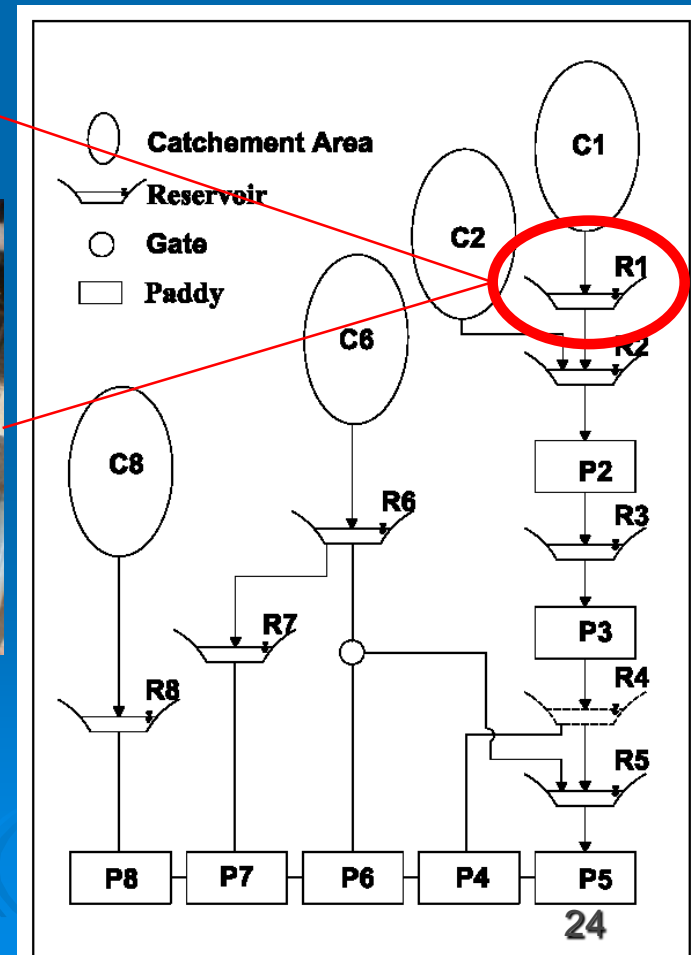 Catchement Area
Reservoir
Gate
Paddy
C1
C2
R1
R2
C6
C8
P2
R6
R3
R7
P3
R8
R4
R5
P8
P7
P6
P4
P5
24